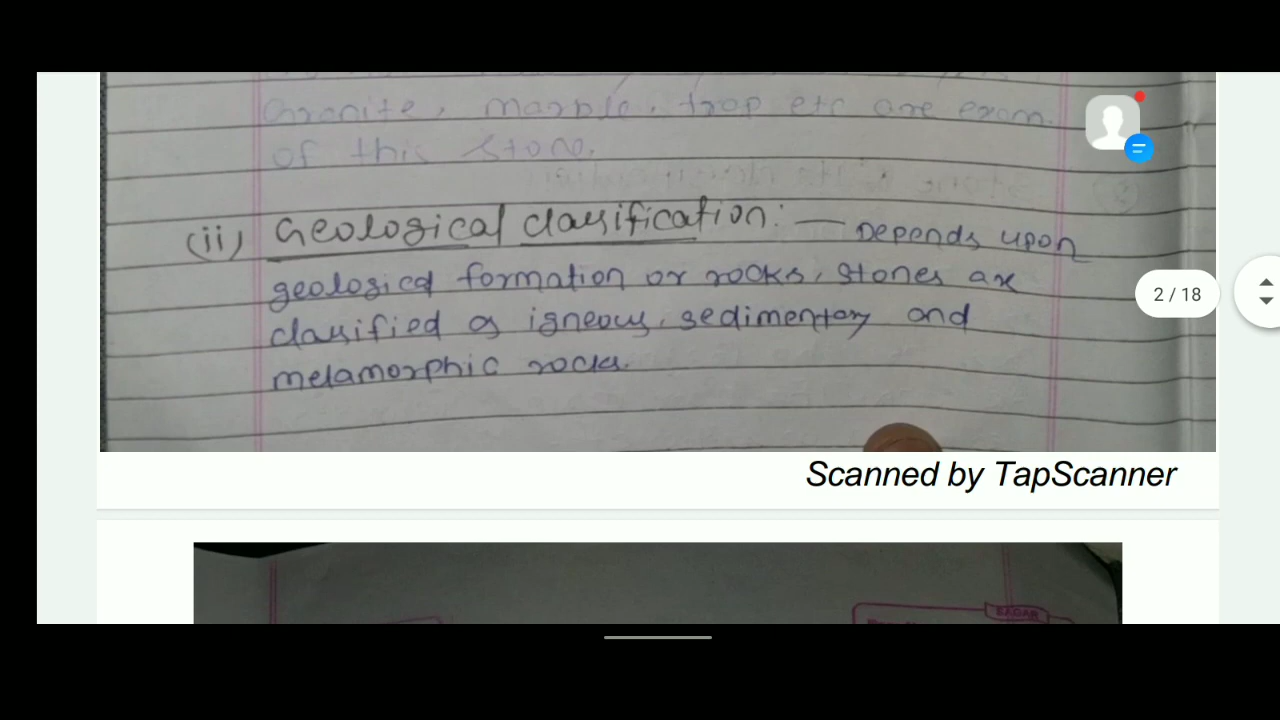 Granite, marble, trap etc are exam.
of this stone.
(ii) Geological classification: — Depends upon
geological formation or rocks, stones are
classified as igneous, sedimentary and
metamorphic rocks.
2 / 18
Scanned by TapScanner
SAGAR